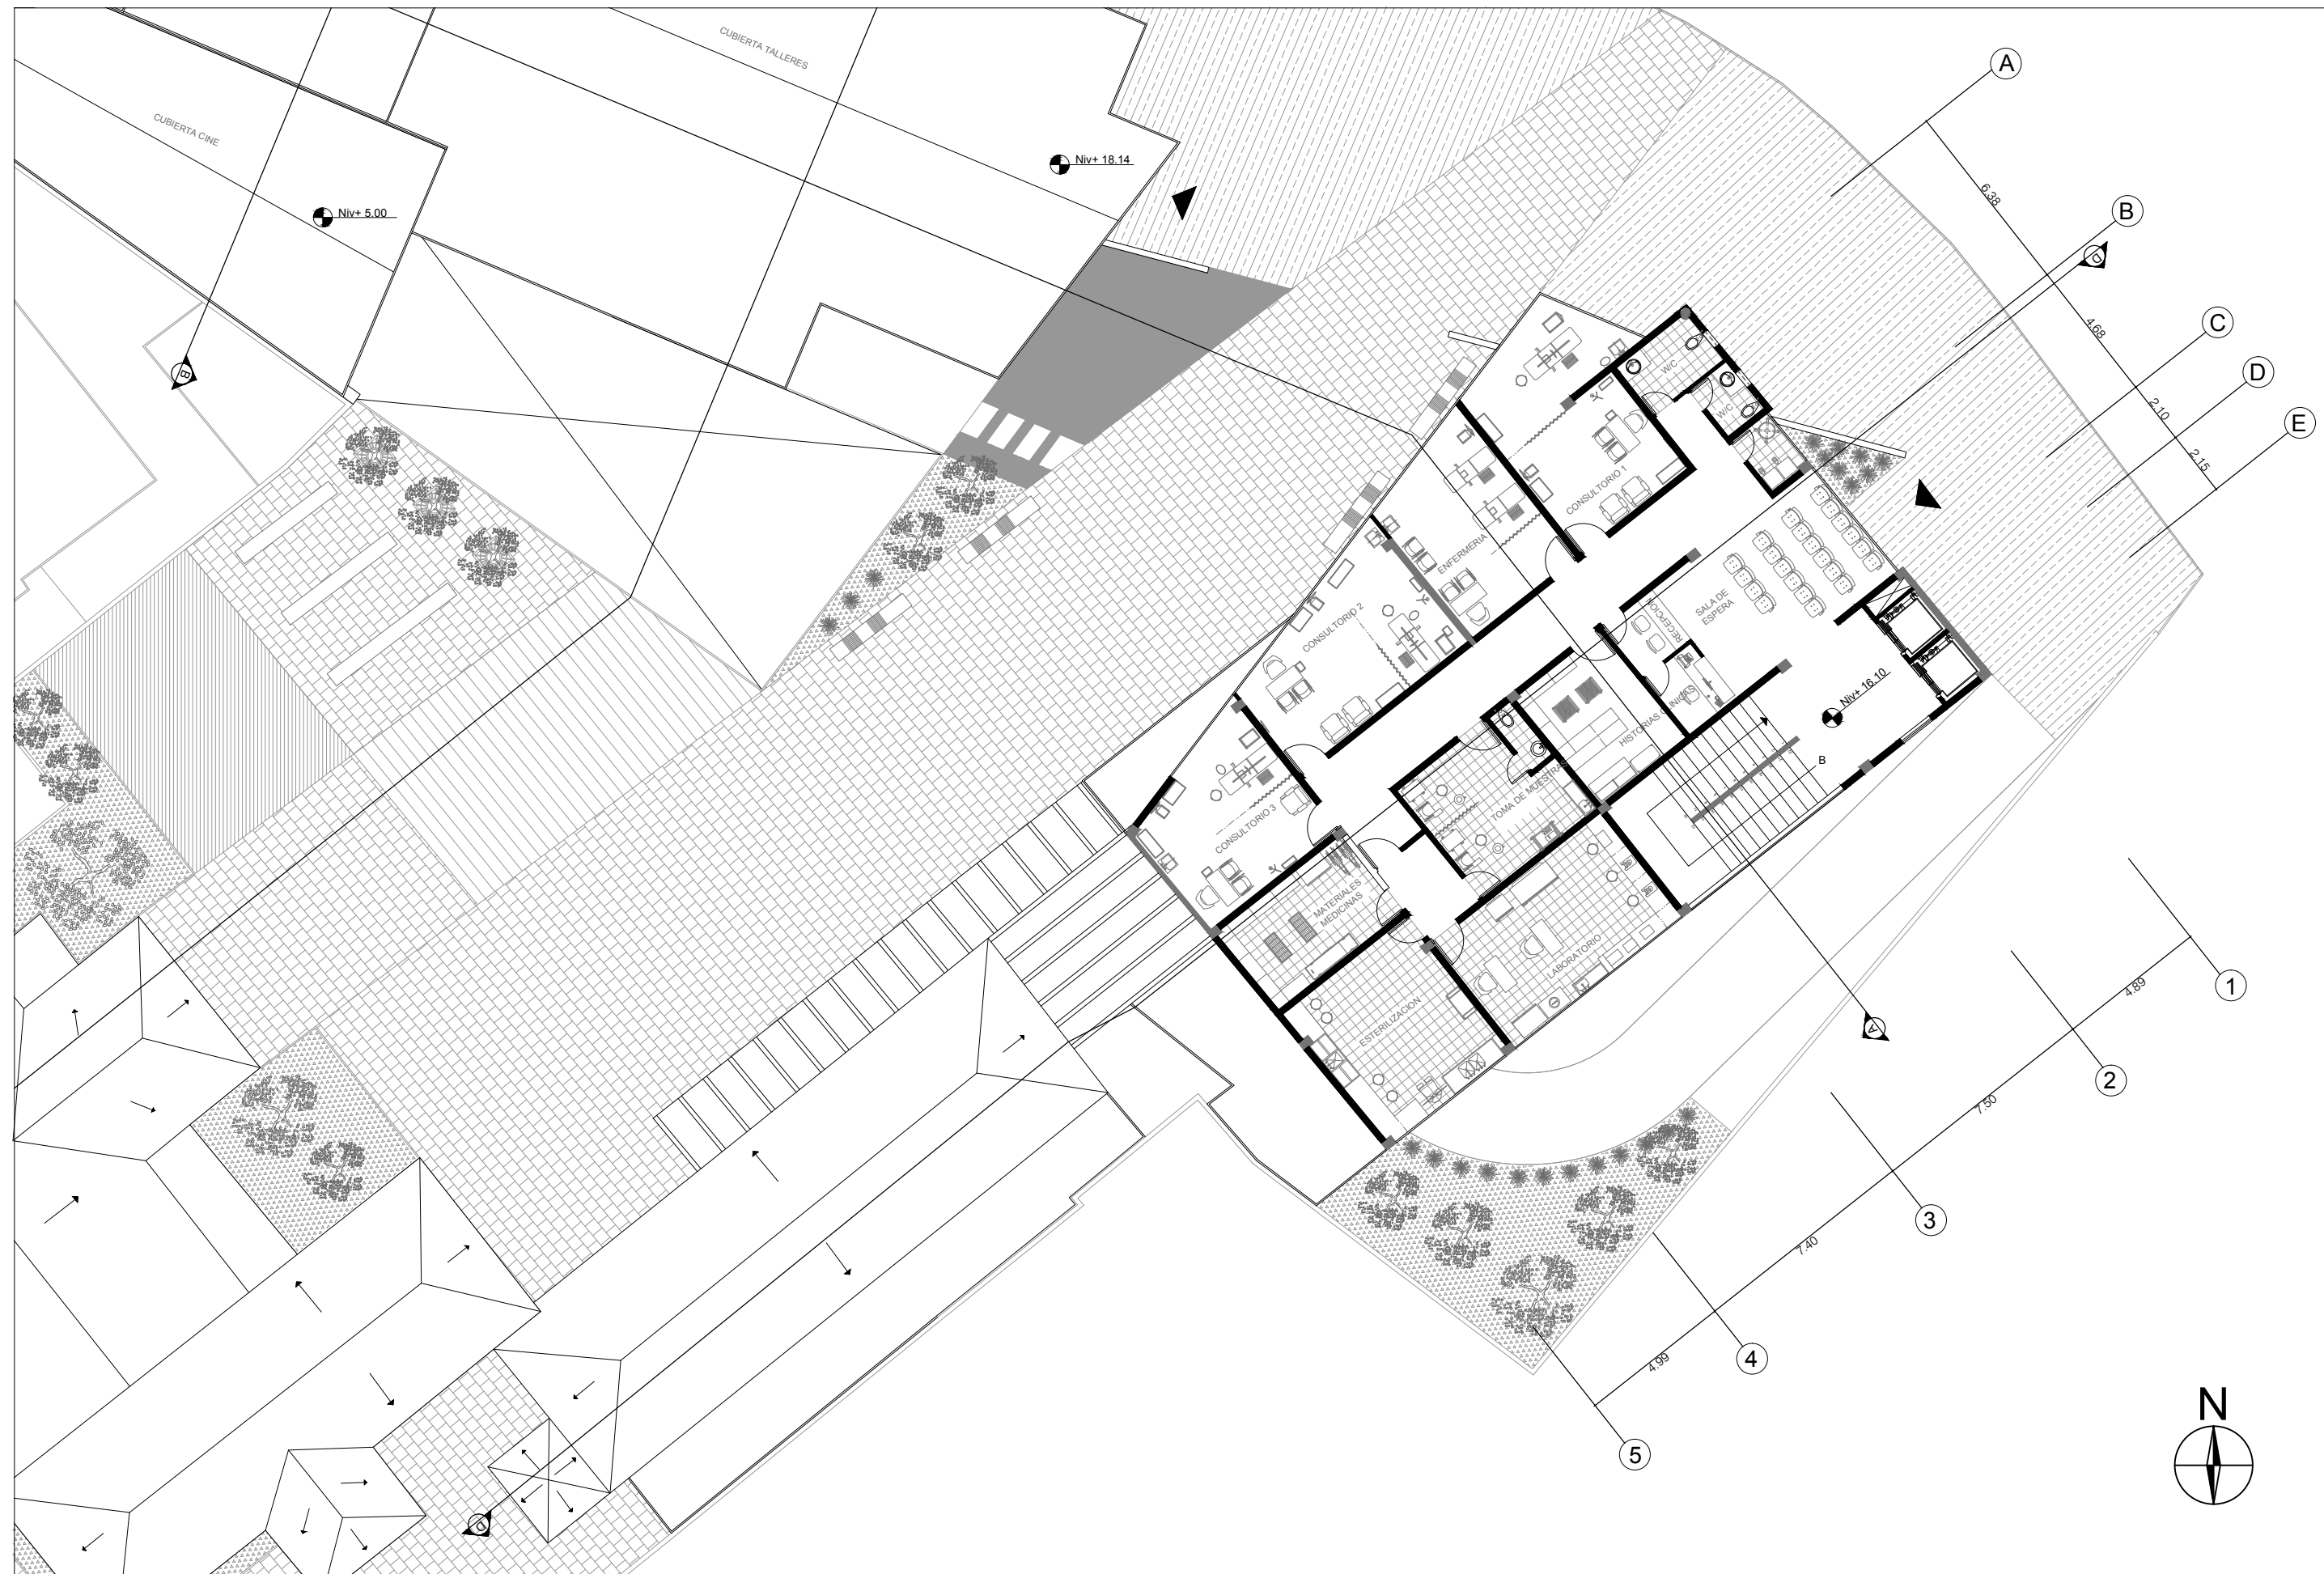 CUBIERTA TALLERES
CUBIERTA CINE
Niv+ 18.14
Niv+ 5.00
A
6.38
B
D
4.68
C
D
2.10
E
2.15
B
W/C
W/C
CONSULTORIO 1
ENFERMERIA
CONSULTORIO 2
SALA DE
ESPERA
RECEPCION
Niv+ 16.10
HISTORIAS CLINICAS
B
TOMA DE MUESTRAS
CONSULTORIO 3
MATERIALES
MEDICINAS
LABORATORIO
ESTERILIZACION
A
1
4.89
2
7.50
3
7.40
4
4.99
5
D
N